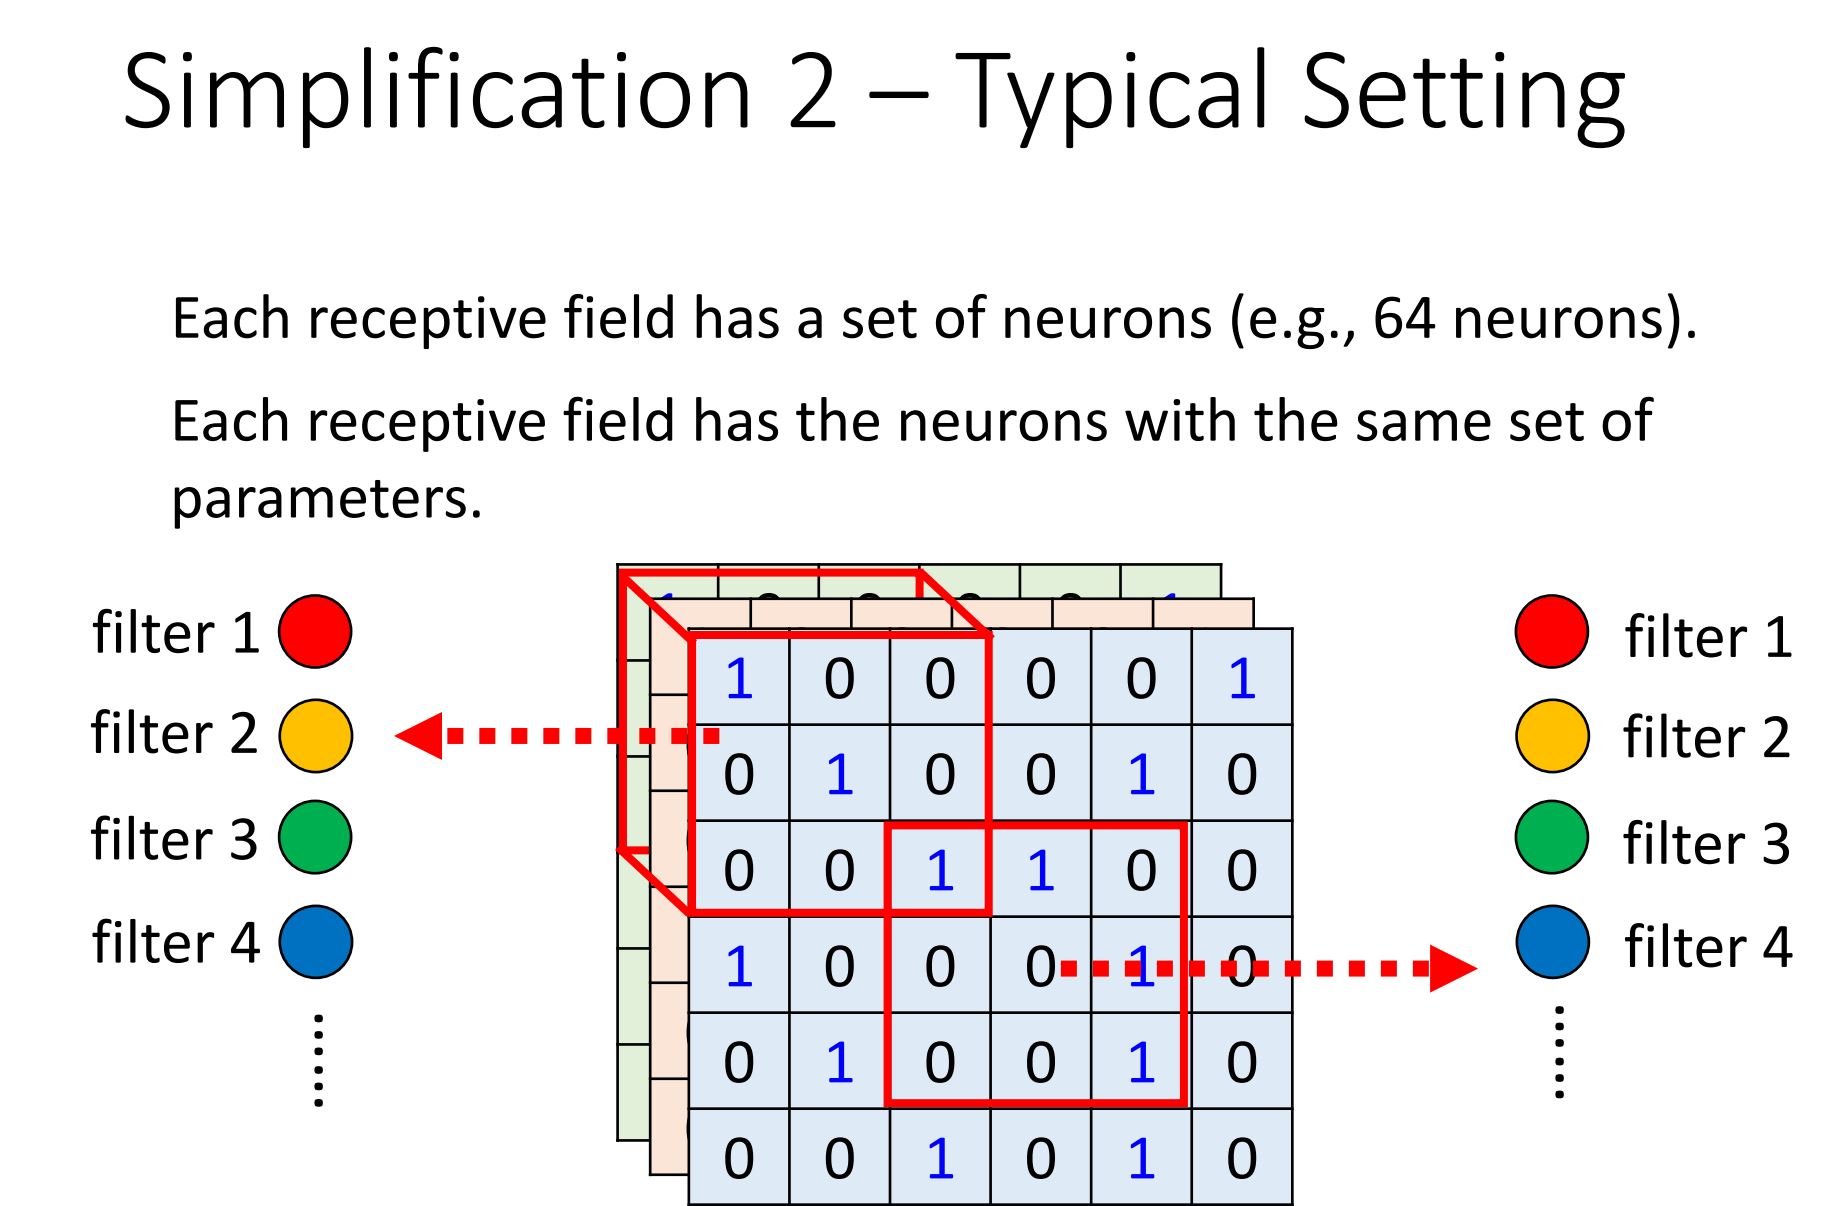 Simplification 2 – Typical Setting
Each receptive field has a set of neurons (e.g., 64 neurons).
Each receptive field has the neurons with the same set of
parameters.
filter 1
filter 2
filter 3
filter 4
......
1 0 0 0 0 1
0 1 0 0 1 0
0 0 1 1 0 0
1 0 0 0 1 0
0 1 0 0 1 0
0 0 1 0 1 0
filter 1
filter 2
filter 3
filter 4
......